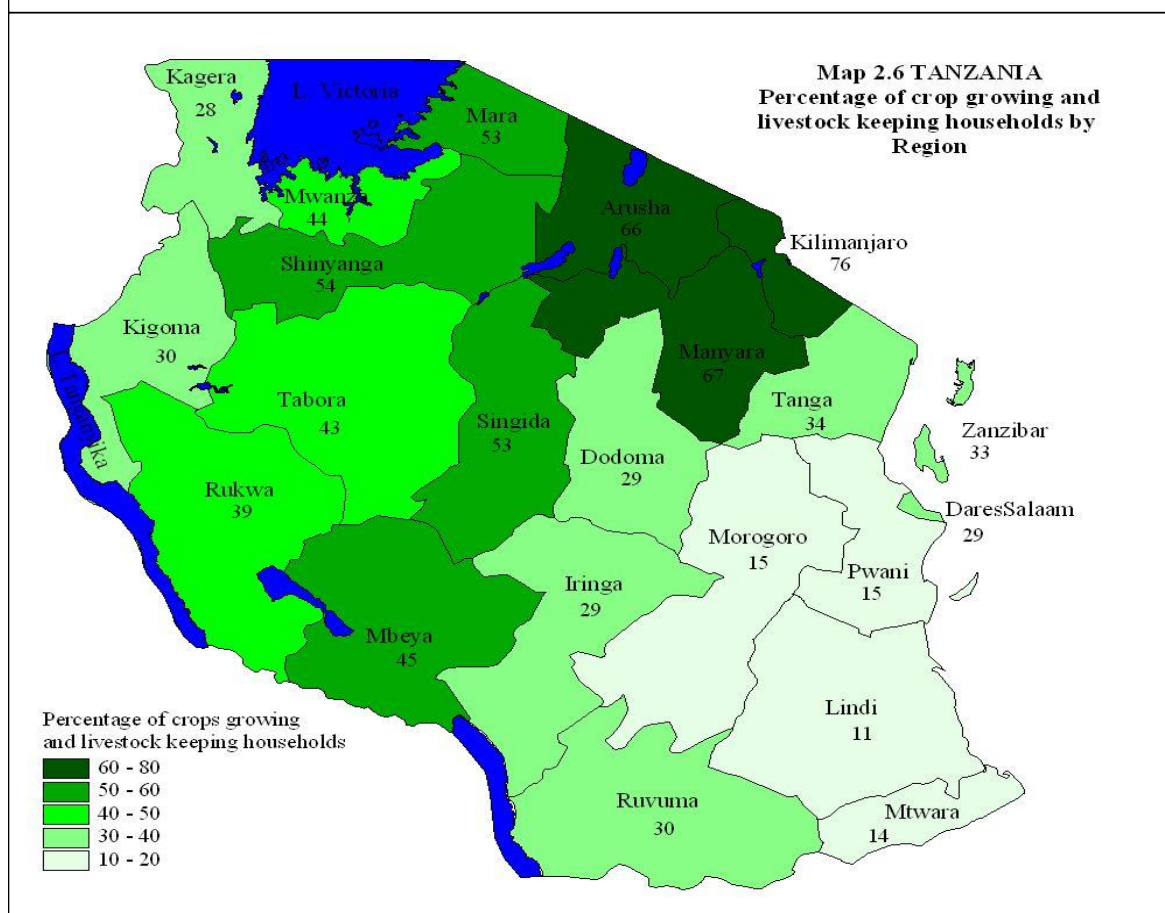 Map 2.6 TANZANIA
Percentage of crop growing and
livestock keeping households by
Region
Kagera
28
L. Victoria
Mara
53
Mwanza
44
Arusha
66
Kilimanjaro
76
Shinyanga
54
Kigoma
30
Manyara
67
Tanganyika
Tabora
43
Singida
53
Tanga
34
Zanzibar
33
Dodoma
29
Rukwa
39
DaresSalaam
29
Morogoro
15
Pwani
15
Iringa
29
Mbeya
45
Lindi
11
Ruvuma
30
Mtwara
14
Percentage of crops growing
and livestock keeping households
60 - 80
50 - 60
40 - 50
30 - 40
10 - 20